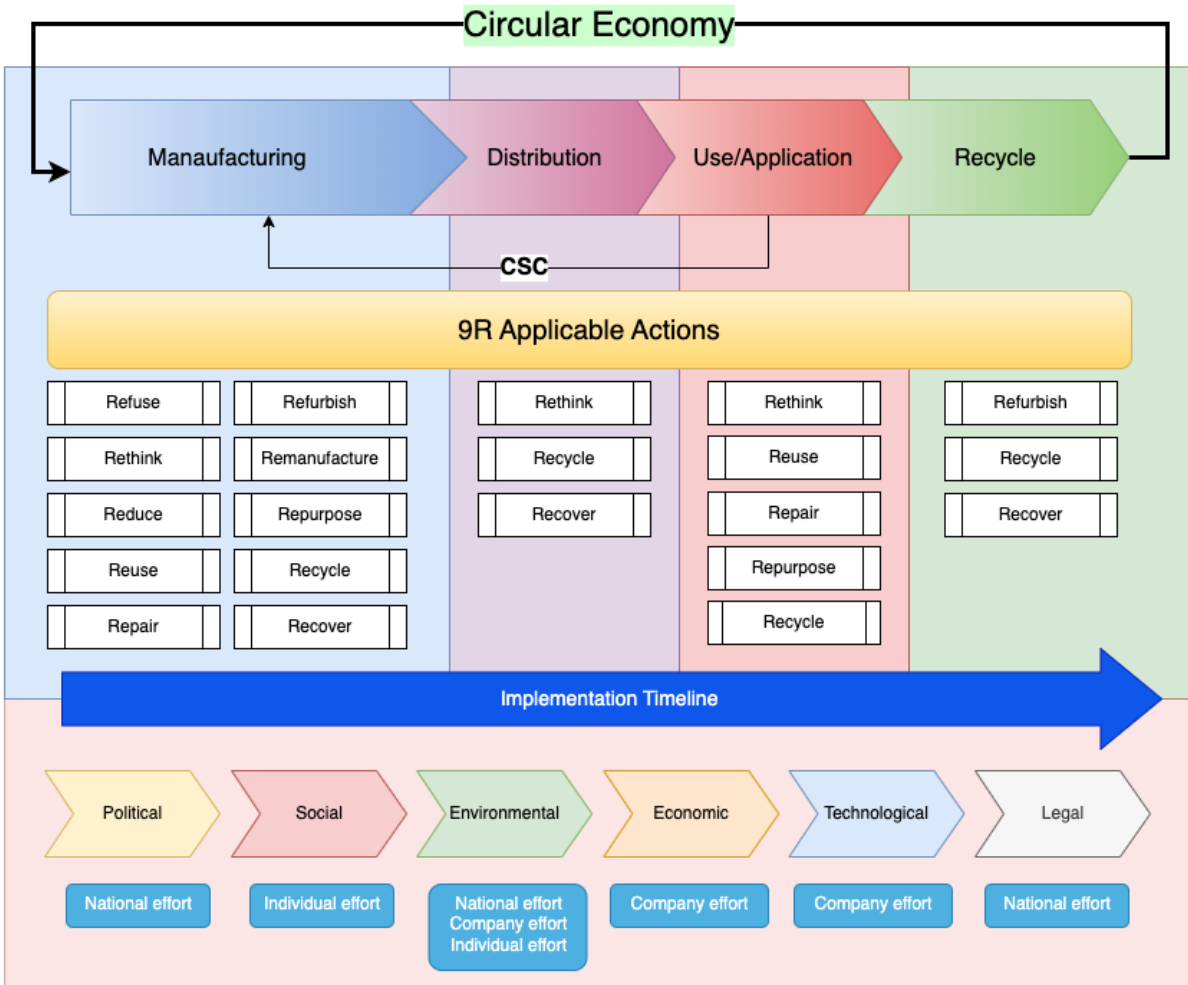 Circular Economy
Manaufacturing
Distribution
Use/Application
Recycle
CSC
9R Applicable Actions
Refuse
Refurbish
Rethink
Rethink
Refurbish
Rethink
Remanufacture
Recycle
Reuse
Recycle
Reduce
Repurpose
Recover
Repair
Recover
Reuse
Recycle
Repurpose
Repair
Recover
Recycle
Implementation Timeline
Political
Social
Environmental
Economic
Technological
Legal
National effort
Individual effort
National effort
Company effort
Individual effort
Company effort
Company effort
National effort